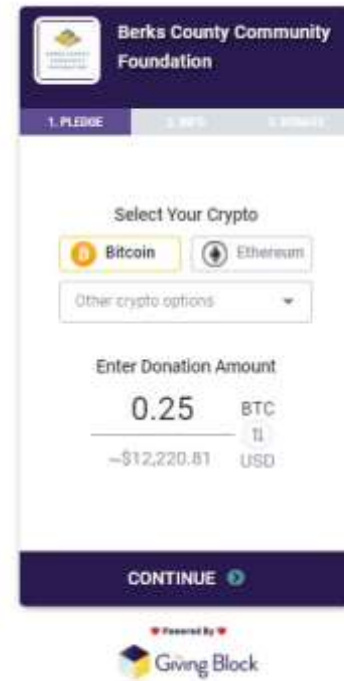 Berks County Community
Foundation
1. PLEDGE
Select Your Crypto
Bitcoin
Ethereum
Other crypto options
Enter Donation Amount
0.25 BTC
~$12,220.81 USD
CONTINUE
Powered By
Giving Block